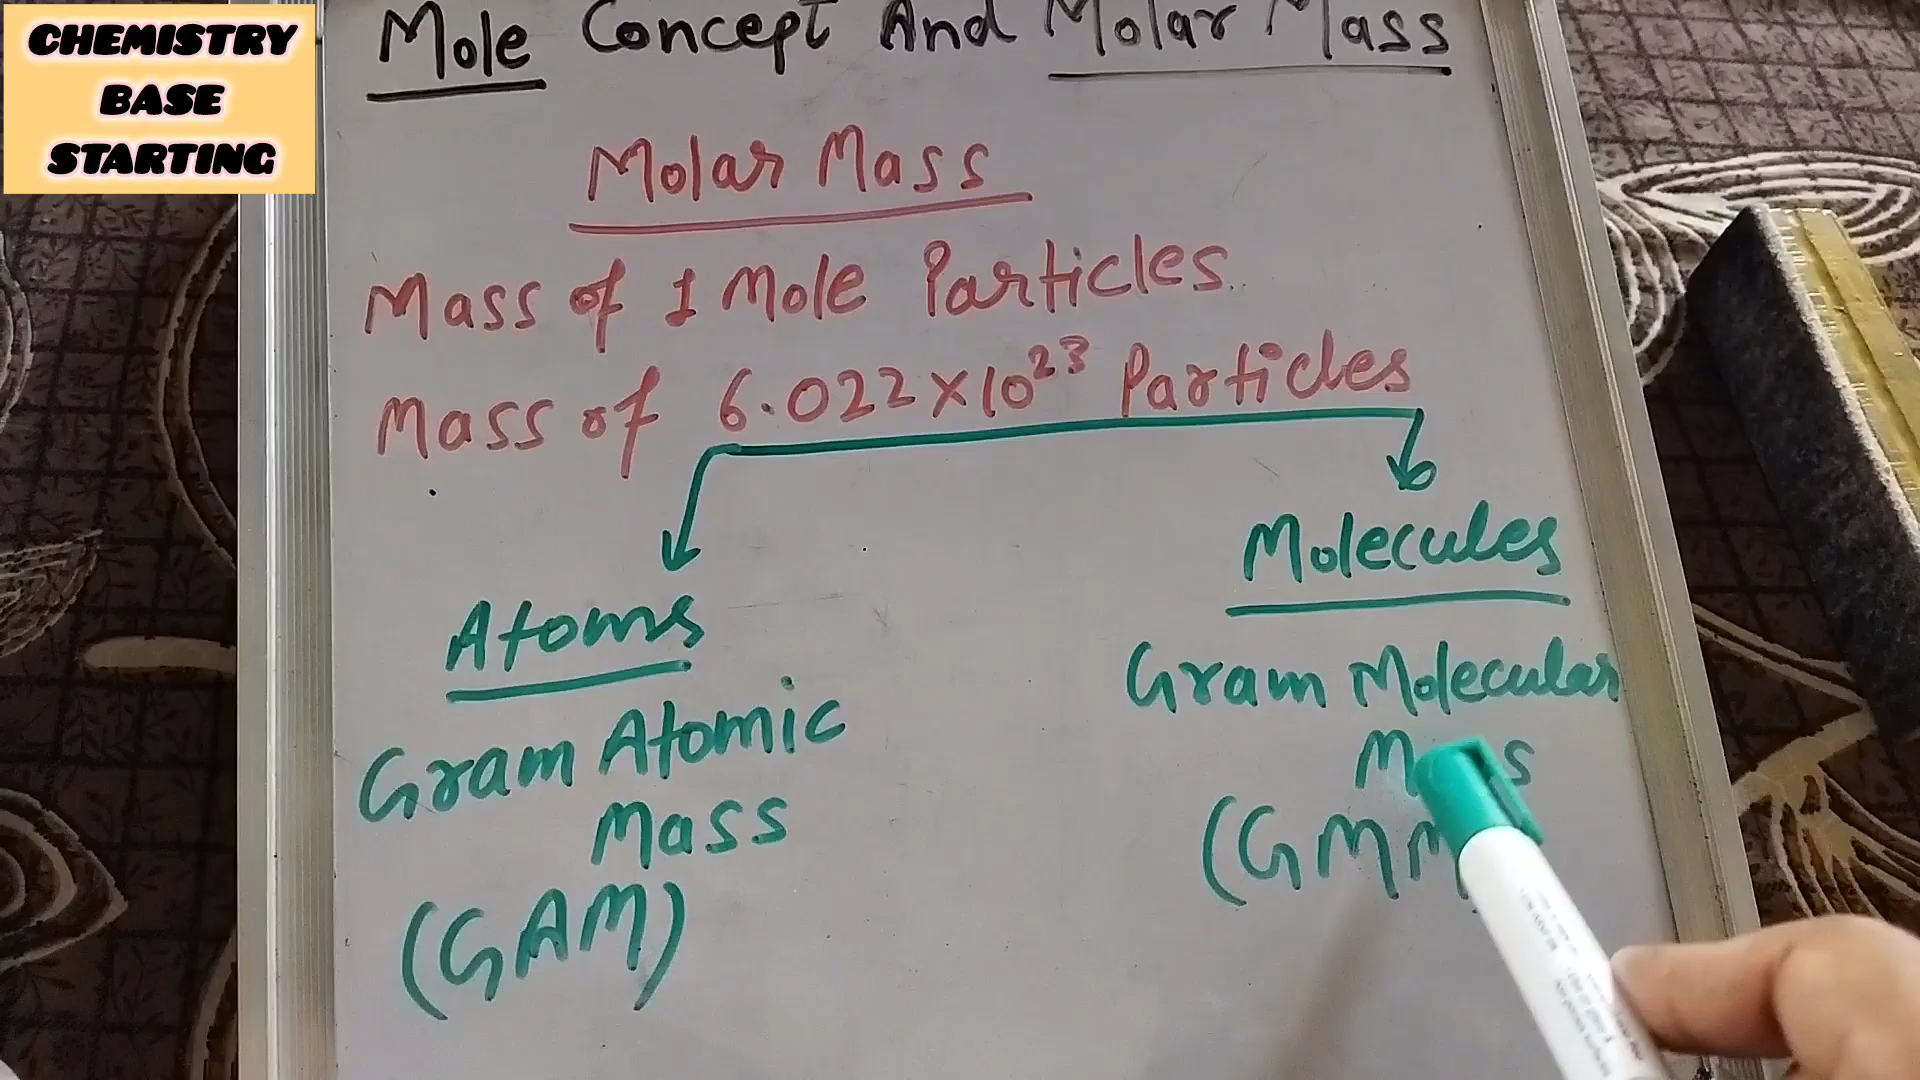 CHEMISTRY
BASE
STARTING
Mole Concept And Molar Mass
Molar Mass
Mass of 1 Mole Particles
Mass of 6.022×10²³ Particles
Atoms
Gram Atomic
Mass
(GAM)
Molecules
Gram Molecular
(GMM